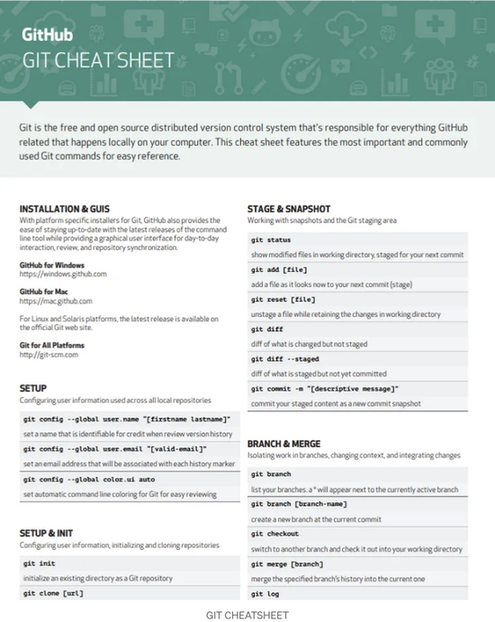 GitHub
GIT CHEAT SHEET
Git is the free and open source distributed version control system that's responsible for everything GitHub
related that happens locally on your computer. This cheat sheet features the most important and commonly
used Git commands for easy reference.
INSTALLATION & GUIS
With platform specific installers for Git, GitHub also provides the
ease of staying up-to-date with the latest releases of the command
line tool while providing a graphical user interface for day-to-day
interaction, review, and repository synchronization.
GitHub for Windows
https://windows.github.com
GitHub for Mac
https://mac.github.com
For Linux and Solaris platforms, the latest release is available on
the official Git web site.
Git for All Platforms
http://git-scm.com
SETUP
Configuring user information used across all local repositories
git config --global user.name "[firstname lastname]"
set a name that is identifiable for credit when review version history
git config --global user.email "[valid-email]"
set an email address that will be associated with each history marker
git config --global color.ui auto
set automatic command line coloring for Git for easy reviewing
SETUP & INIT
Configuring user information, initializing and cloning repositories
git init
initialize an existing directory as a Git repository
git clone [url]
STAGE & SNAPSHOT
Working with snapshots and the Git staging area
git status
show modified files in working directory, staged for your next commit
git add [file]
add a file as it looks now to your next commit (stage)
git reset [file]
unstage a file while retaining the changes in working directory
git diff
diff of what is changed but not staged
git diff --staged
diff of what is staged but not yet committed
git commit -m "[descriptive message]"
commit your staged content as a new commit snapshot
BRANCH & MERGE
Isolating work in branches, changing context, and integrating changes
git branch
list your branches. a * will appear next to the currently active branch
git branch [branch-name]
create a new branch at the current commit
git checkout
switch to another branch and check it out into your working directory
git merge [branch]
merge the specified branch's history into the current one
git log
GIT CHEATSHEET